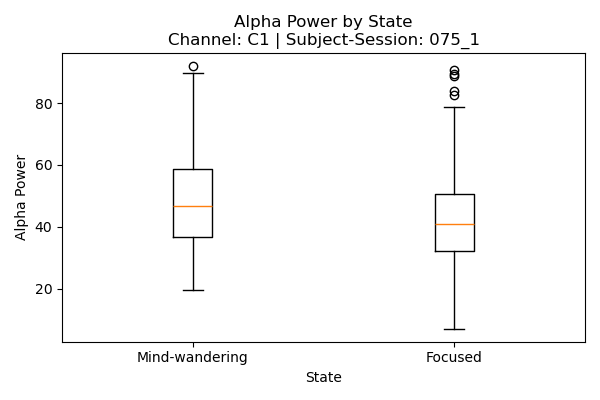 Alpha Power by State
Channel: C1 | Subject-Session: 075_1
Alpha Power
80
60
40
20
Mind-wandering
Focused
State